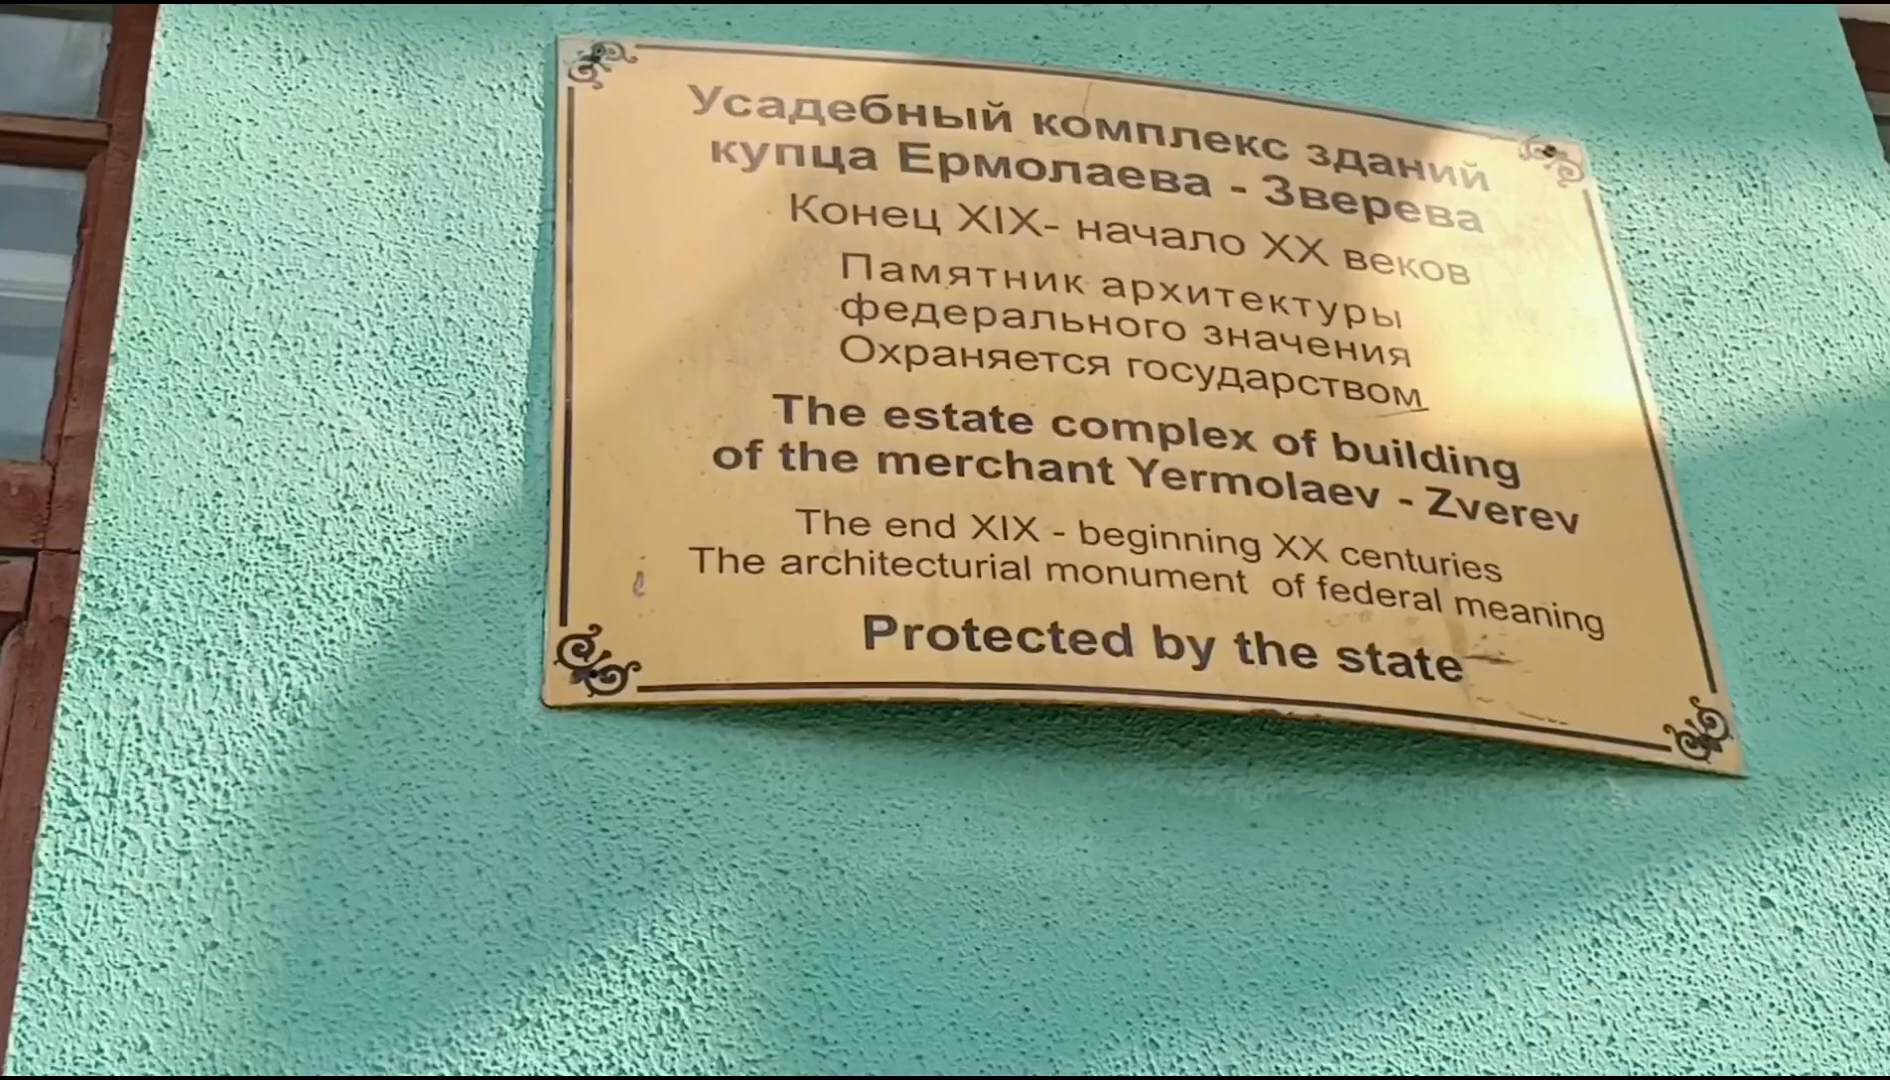 Усадебный комплекс зданий
купца Ермолаева - Зверева
Конец XIX- начало XX веков
Памятник архитектуры
федерального значения
Охраняется государством
The estate complex of building
of the merchant Yermolaev - Zverev
The end XIX - beginning XX centuries
The architecturial monument of federal meaning
Protected by the state